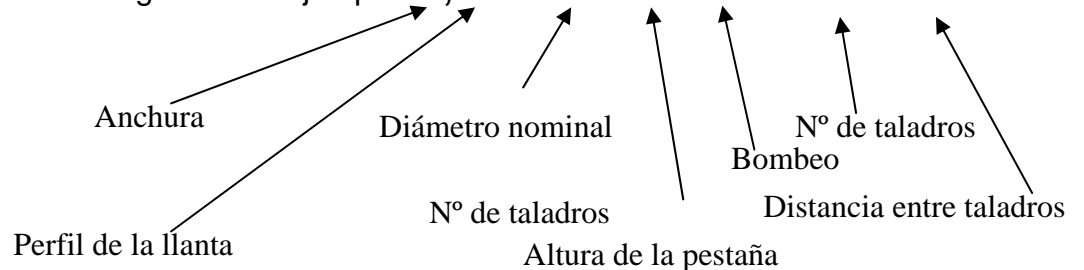 Anchura
Diámetro nominal
Nº de taladros
Bombeo
Nº de taladros
Distancia entre taladros
Perfil de la llanta
Altura de la pestaña